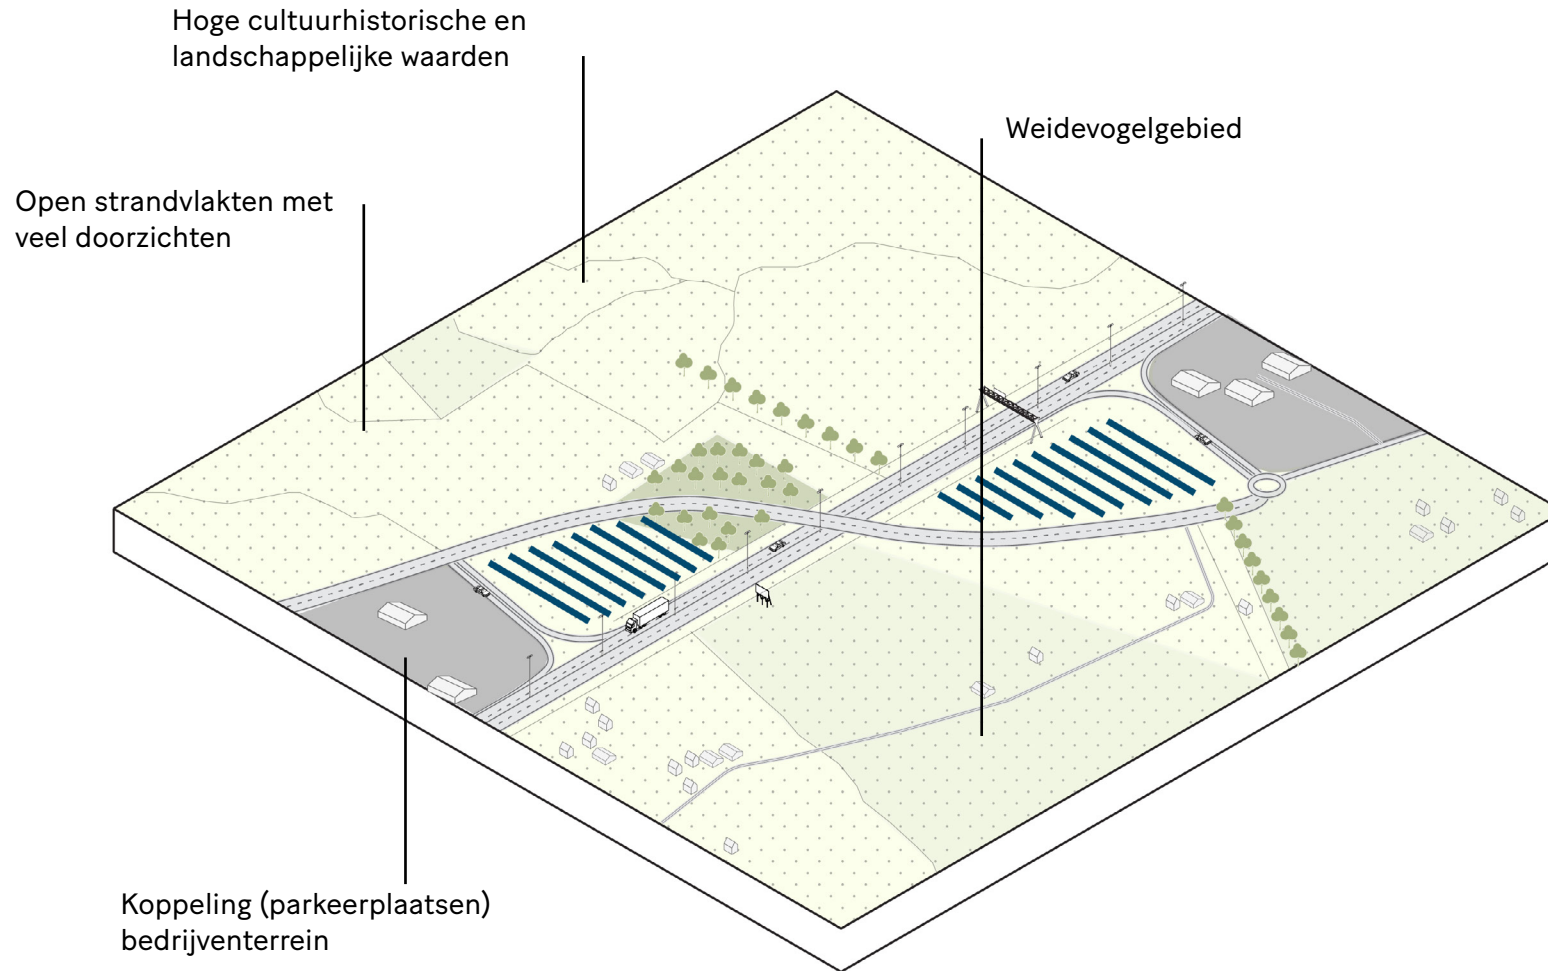 Hoge cultuurhistorische en
landschappelijke waarden
Weidevogelgebied
Open strandvlakten met
veel doorzichten
Koppeling (parkeerplaatsen)
bedrijventerrein